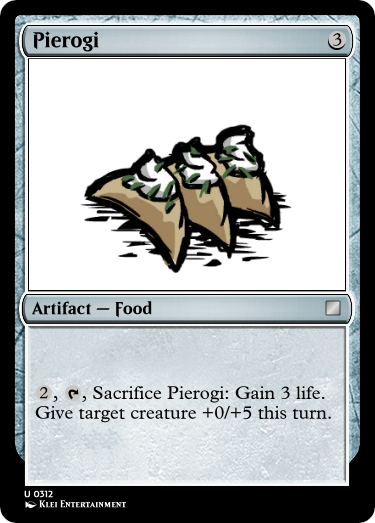 Pierogi 3
Artifact — Food
2, , Sacrifice Pierogi: Gain 3 life.
Give target creature +0/+5 this turn.
U 0312
Klei Entertainment